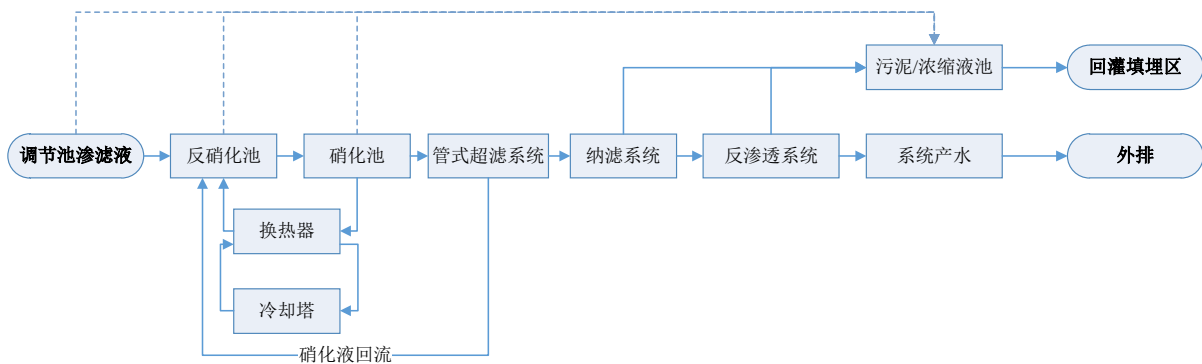 污泥/浓缩液池
回灌填埋区
调节池渗滤液
反硝化池
硝化池
管式超滤系统
纳滤系统
反渗透系统
系统产水
外排
换热器
冷却塔
硝化液回流